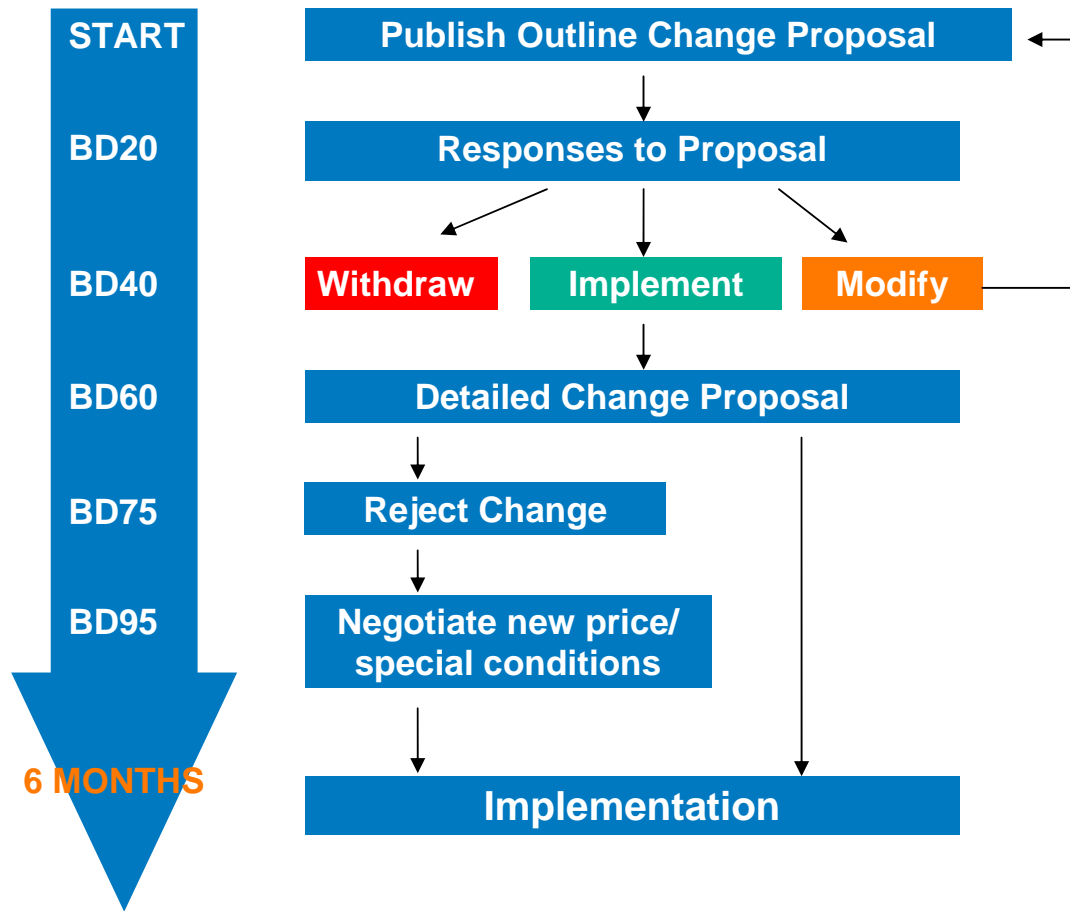 START
Publish Outline Change Proposal
BD20
Responses to Proposal
BD40
Withdraw
Implement
Modify
BD60
Detailed Change Proposal
BD75
Reject Change
BD95
Negotiate new price/
special conditions
6 MONTHS
Implementation